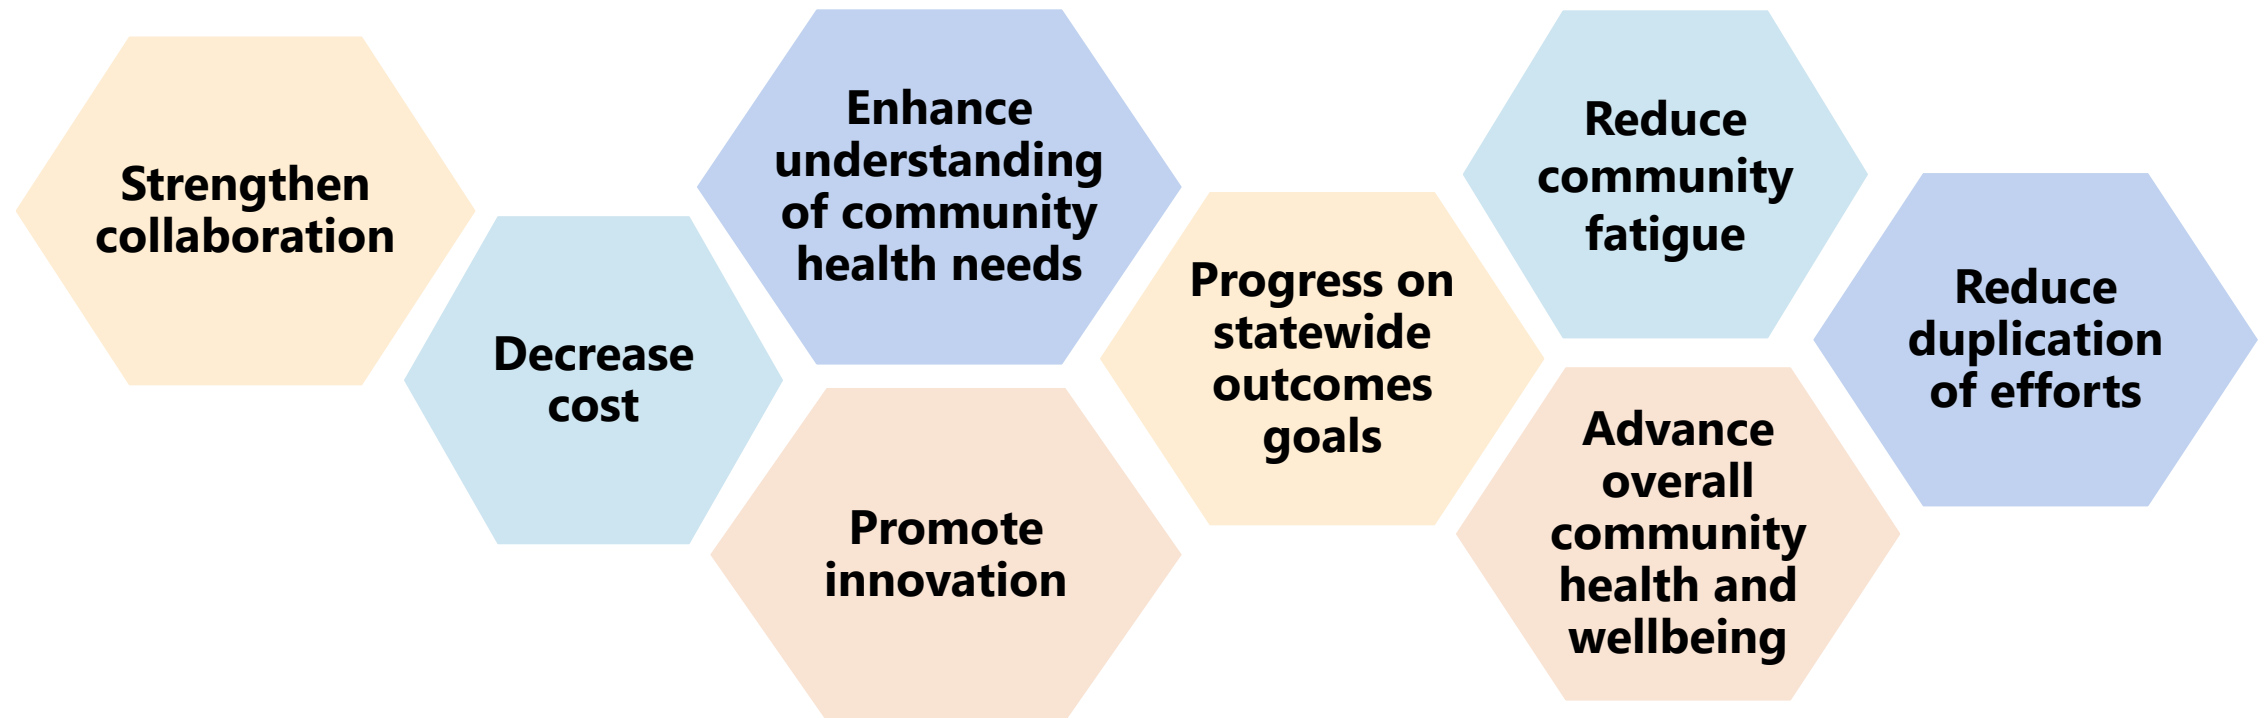 Strengthen
collaboration
Decrease
cost
Enhance
understanding
of community
health needs
Promote
innovation
Progress on
statewide
outcomes
goals
Reduce
community
fatigue
Advance
overall
community
health and
wellbeing
Reduce
duplication
of efforts